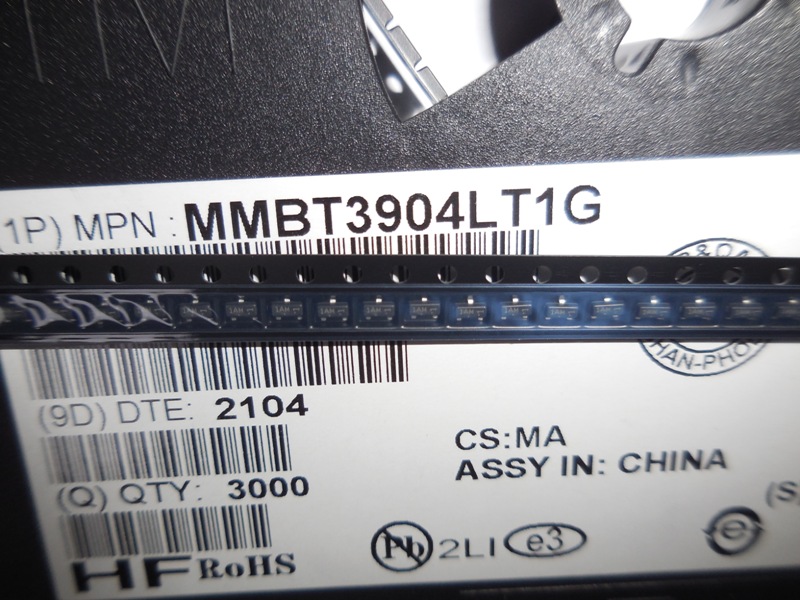 (1P) MPN : MMBT3904LT1G
(9D) DTE: 2104
(Q) QTY: 3000
CS:MA
ASSY IN: CHINA
Pb 2LI e3 e
HF RoHS